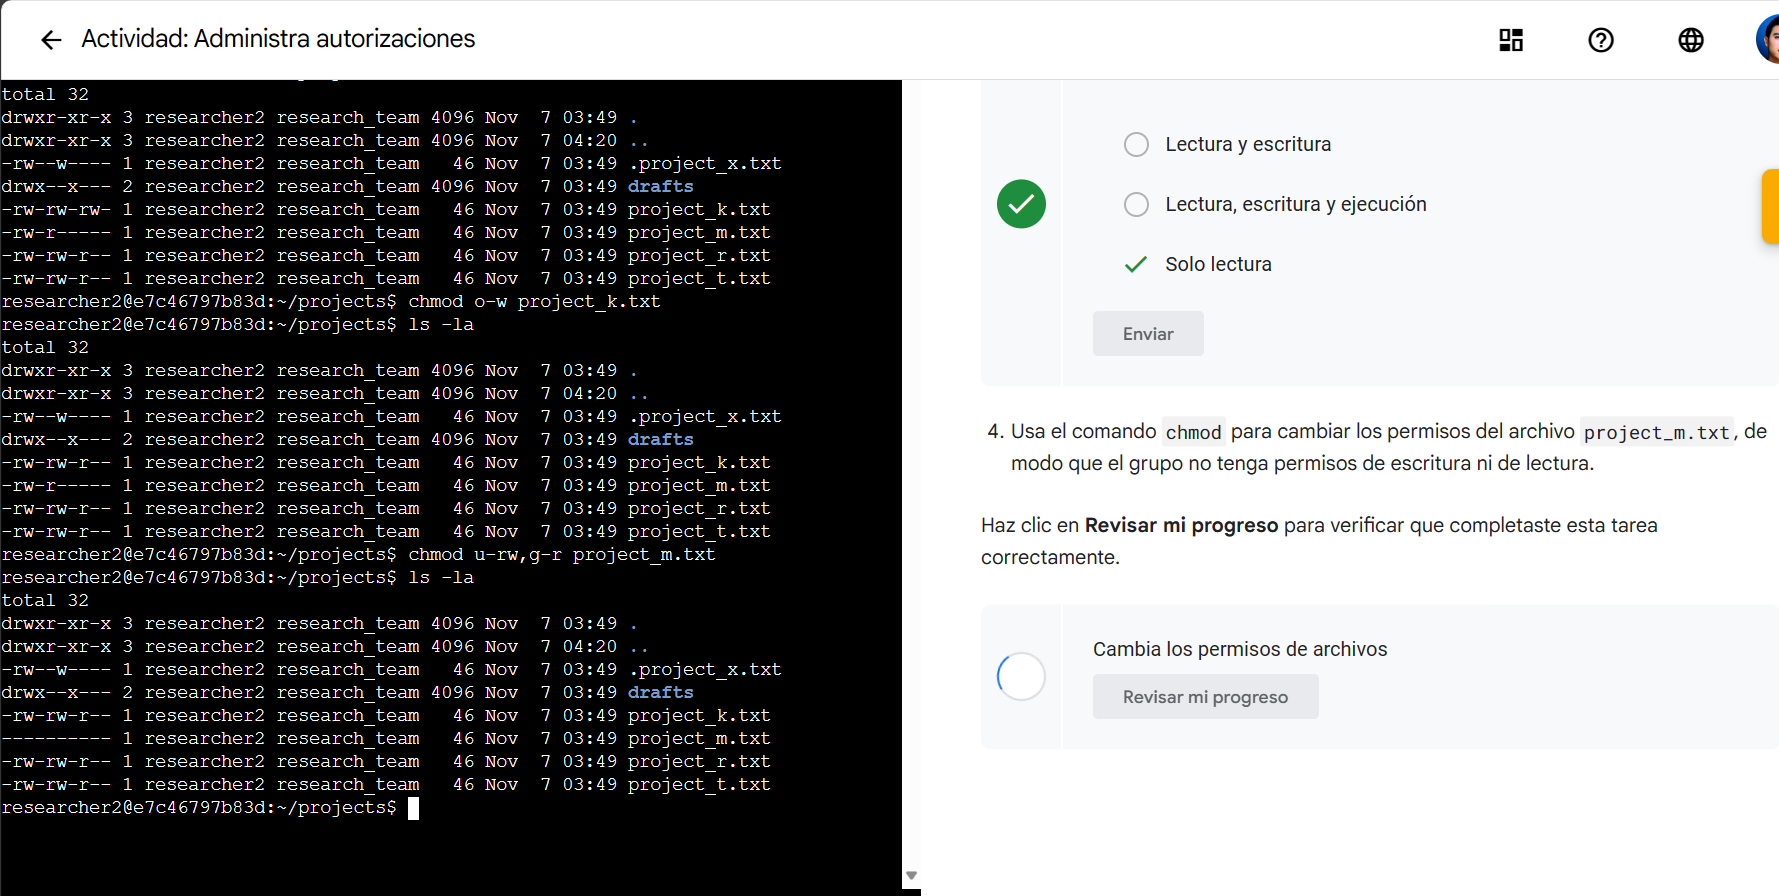 Actividad: Administra autorizaciones
total 32
drwxr-xr-x 3 researcher2 research_team 4096 Nov  7 03:49 .
drwxr-xr-x 3 researcher2 research_team 4096 Nov  7 04:20 ..
-rw--w---- 1 researcher2 research_team   46 Nov  7 03:49 .project_x.txt
drwx--x--- 2 researcher2 research_team 4096 Nov  7 03:49 drafts
-rw-rw-rw- 1 researcher2 research_team   46 Nov  7 03:49 project_k.txt
-rw-r----- 1 researcher2 research_team   46 Nov  7 03:49 project_m.txt
-rw-rw-r-- 1 researcher2 research_team   46 Nov  7 03:49 project_r.txt
-rw-rw-r-- 1 researcher2 research_team   46 Nov  7 03:49 project_t.txt
researcher2@e7c46797b83d:~/projects$ chmod o-w project_k.txt
researcher2@e7c46797b83d:~/projects$ ls -la
total 32
drwxr-xr-x 3 researcher2 research_team 4096 Nov  7 03:49 .
drwxr-xr-x 3 researcher2 research_team 4096 Nov  7 04:20 ..
-rw--w---- 1 researcher2 research_team   46 Nov  7 03:49 .project_x.txt
drwx--x--- 2 researcher2 research_team 4096 Nov  7 03:49 drafts
-rw-rw-r-- 1 researcher2 research_team   46 Nov  7 03:49 project_k.txt
-rw-r----- 1 researcher2 research_team   46 Nov  7 03:49 project_m.txt
-rw-rw-r-- 1 researcher2 research_team   46 Nov  7 03:49 project_r.txt
-rw-rw-r-- 1 researcher2 research_team   46 Nov  7 03:49 project_t.txt
researcher2@e7c46797b83d:~/projects$ chmod u-rw,g-r project_m.txt
researcher2@e7c46797b83d:~/projects$ ls -la
total 32
drwxr-xr-x 3 researcher2 research_team 4096 Nov  7 03:49 .
drwxr-xr-x 3 researcher2 research_team 4096 Nov  7 04:20 ..
-rw--w---- 1 researcher2 research_team   46 Nov  7 03:49 .project_x.txt
drwx--x--- 2 researcher2 research_team 4096 Nov  7 03:49 drafts
-rw-rw-r-- 1 researcher2 research_team   46 Nov  7 03:49 project_k.txt
---------- 1 researcher2 research_team   46 Nov  7 03:49 project_m.txt
-rw-rw-r-- 1 researcher2 research_team   46 Nov  7 03:49 project_r.txt
-rw-rw-r-- 1 researcher2 research_team   46 Nov  7 03:49 project_t.txt
researcher2@e7c46797b83d:~/projects$
Lectura y escritura
Lectura, escritura y ejecución
Solo lectura
Enviar
4. Usa el comando chmod para cambiar los permisos del archivo project_m.txt, de
modo que el grupo no tenga permisos de escritura ni de lectura.
Haz clic en Revisar mi progreso para verificar que completaste esta tarea
correctamente.
Cambia los permisos de archivos
Revisar mi progreso